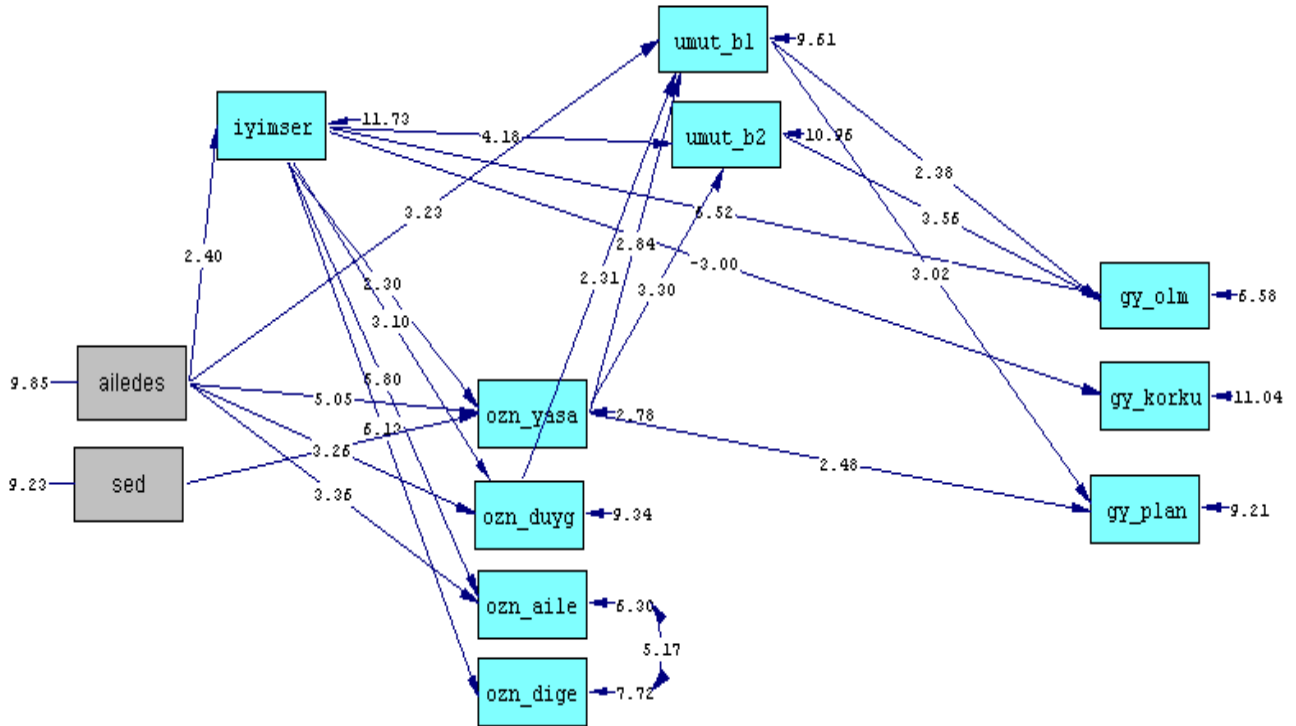 umut_b1
9.61
iyimser
11.73
4.18
umut_b2
10.96
2.38
3.56
3.23
6.52
2.40
2.84
-3.00
2.31
3.30
3.02
2.30
3.10
gy_olm
6.58
9.85
ailedes
5.80
5.05
ozn_yasa
2.78
gy_korku
11.04
6.13
3.26
2.48
9.23
sed
3.36
ozn_duyg
9.34
gy_plan
9.21
ozn_aile
6.30
5.17
ozn_dige
7.72